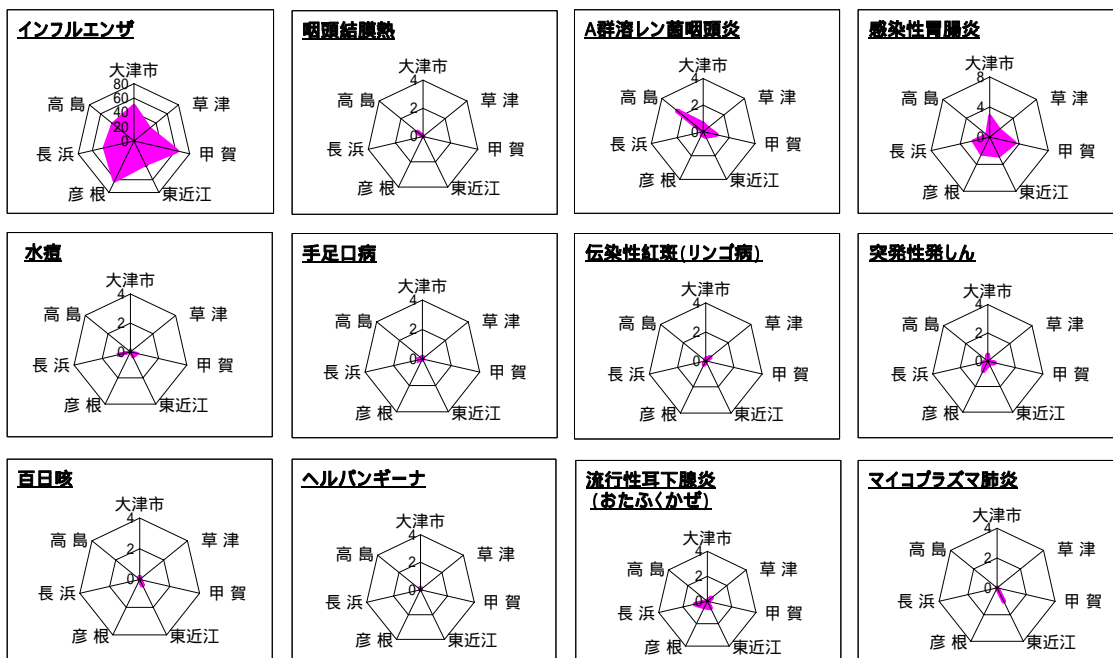 インフルエンザ
大津市
80
60
40
20
0
草 津
甲 賀
東近江
彦 根
長 浜
高 島
咽頭結膜熱
大津市
4
2
0
草 津
甲 賀
東近江
彦 根
長 浜
高 島
A群溶レン菌咽頭炎
大津市
4
2
0
草 津
甲 賀
東近江
彦 根
長 浜
高 島
感染性胃腸炎
大津市
8
4
0
草 津
甲 賀
東近江
彦 根
長 浜
高 島
水痘
大津市
4
2
0
草 津
甲 賀
東近江
彦 根
長 浜
高 島
手足口病
大津市
4
2
0
草 津
甲 賀
東近江
彦 根
長 浜
高 島
伝染性紅斑(リンゴ病)
大津市
4
2
0
草 津
甲 賀
東近江
彦 根
長 浜
高 島
突発性発しん
大津市
4
2
0
草 津
甲 賀
東近江
彦 根
長 浜
高 島
百日咳
大津市
4
2
0
草 津
甲 賀
東近江
彦 根
長 浜
高 島
ヘルパンギーナ
大津市
4
2
0
草 津
甲 賀
東近江
彦 根
長 浜
高 島
流行性耳下腺炎
(おたふくかぜ)
大津市
4
2
0
草 津
甲 賀
東近江
彦 根
長 浜
高 島
マイコプラズマ肺炎
大津市
4
2
0
草 津
甲 賀
東近江
彦 根
長 浜
高 島